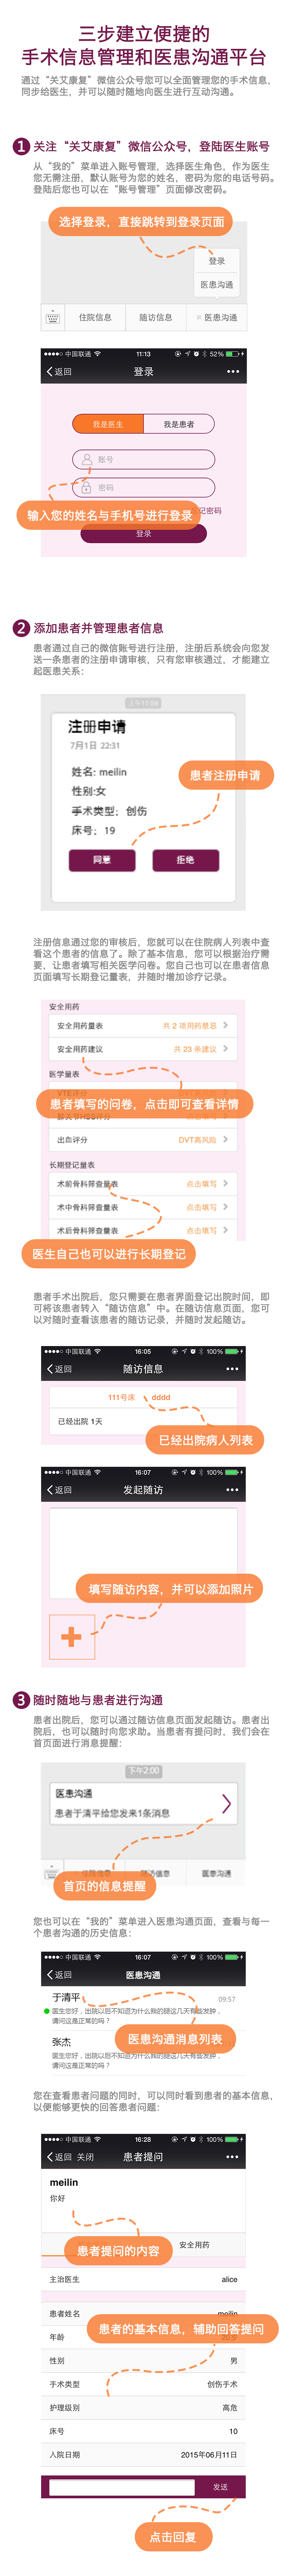 三步建立便捷的
手术信息管理和医患沟通平台
通过“关艾康复”微信公众号您可以全面管理您的手术信息，
同步给医生，并可以随时随地向医生进行互动沟通。
1 关注“关艾康复”微信公众号，登陆医生账号
从“我的”菜单进入账号管理，选择医生角色，作为医生
您无需注册，默认账号为您的姓名，密码为您的电话号码。
登陆后您也可以在“账号管理”页面修改密码。
选择登录，直接跳转到登录页面
登录
医患沟通
住院信息 随访信息 医患沟通
中国联通 11:13 52%
返回 登录
我是医生 我是患者
账号
密码
记密码
输入您的姓名与手机号进行登录
登录
2 添加患者并管理患者信息
患者通过自己的微信账号进行注册，注册后系统会向您发
送一条患者的注册申请审核，只有您审核通过，才能建立
起医患关系：
注册申请
7月1日 22:31
姓名: meilin
性别:女
手术类型：创伤
床号：19
患者注册申请
同意 拒绝
注册信息通过您的审核后，您就可以在住院病人列表中查
看这个患者的信息了。除了基本信息，您可以根据治疗需
要，让患者填写相关医学问卷。您自己也可以在患者信息
页面填写长期登记量表，并随时增加诊疗记录。
安全用药
安全用药量表 共 2 项用药禁忌
安全用药建议 共 23 条建议
医学量表
VTE评分
患者填写的问卷，点击即可查看详情
出血评分 DVT高风险
长期登记量表
术前骨科筛查量表 点击填写
术中骨科筛查量表 点击填写
术后骨科筛查量表 点击填写
医生自己也可以进行长期登记
患者手术出院后，您只需要在患者界面登记出院时间，即
可将该患者转入“随访信息”中。在随访信息页面，您可
以对随时查看该患者的随访记录，并随时发起随访。
中国联通 16:05 100%
返回 随访信息
111号床 dddd
已经出院 1天
已经出院病人列表
中国联通 16:07 100%
返回 发起随访
填写随访内容，并可以添加照片
3 随时随地与患者进行沟通
患者出院后，您可以通过随访信息页面发起随访。患者出
院后，也可以随时向您求助。当患者有提问时，我们会在
首页面进行消息提醒：
下午2:00
医患沟通
患者于清平给您发来1条消息
随访信息 医患沟通
首页的信息提醒
您也可以在“我的”菜单进入医患沟通页面，查看与每一
个患者沟通的历史信息：
中国联通 16:07 100%
返回 医患沟通
于清平 09:57
医生您好，出院以后不知道为什么我的腿这几天有些发肿，
请问这是正常的吗？
张杰
医生您好，出院以后不知道为什么我的腿这几天有些发肿，
请问这是正常的吗？
医患沟通消息列表
您在查看患者问题的同时，可以同时看到患者的基本信息，
以便能够更快的回答患者问题：
中国联通 16:28 100%
返回 关闭 患者提问
meilin
你好
患者提问的内容
安全用药
主治医生 alice
患者姓名 meilin
患者的基本信息，辅助回答提问
年龄
性别 男
手术类型 创伤手术
护理级别 高危
床号 10
入院日期 2015年06月11日
发送
点击回复